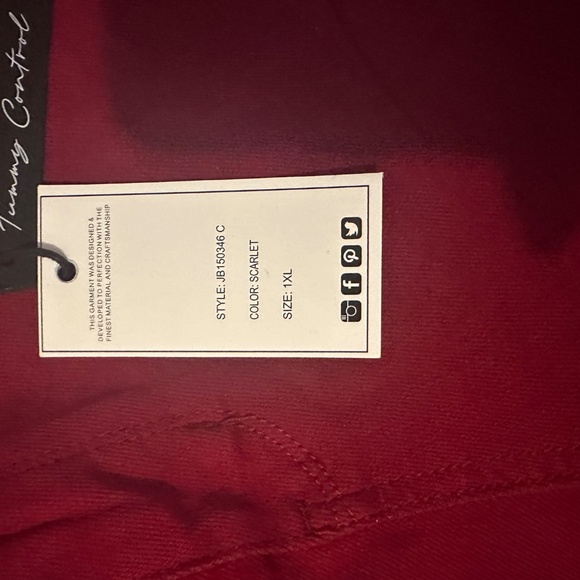 Tummy Control
THIS GARMENT WAS DESIGNED &
DEVELOPED TO PERFECTION WITH THE
FINEST MATERIAL AND CRAFTSMANSHIP
STYLE: JB150346 C
COLOR: SCARLET
SIZE: 1XL